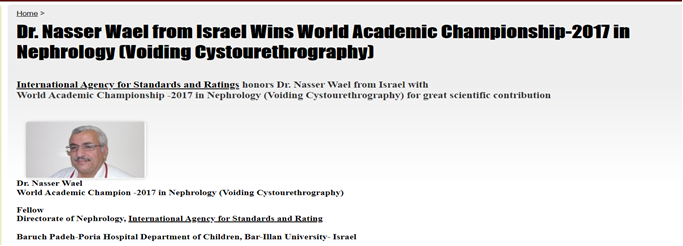 Home >
Dr. Nasser Wael from Israel Wins World Academic Championship-2017 in
Nephrology (Voiding Cystourethrography)
International Agency for Standards and Ratings honors Dr. Nasser Wael from Israel with
World Academic Championship -2017 in Nephrology (Voiding Cystourethrography) for great scientific contribution
Dr. Nasser Wael
World Academic Champion -2017 in Nephrology (Voiding Cystourethrography)
Fellow
Directorate of Nephrology, International Agency for Standards and Rating
Baruch Padeh-Poria Hospital Department of Children, Bar-Illan University- Israel